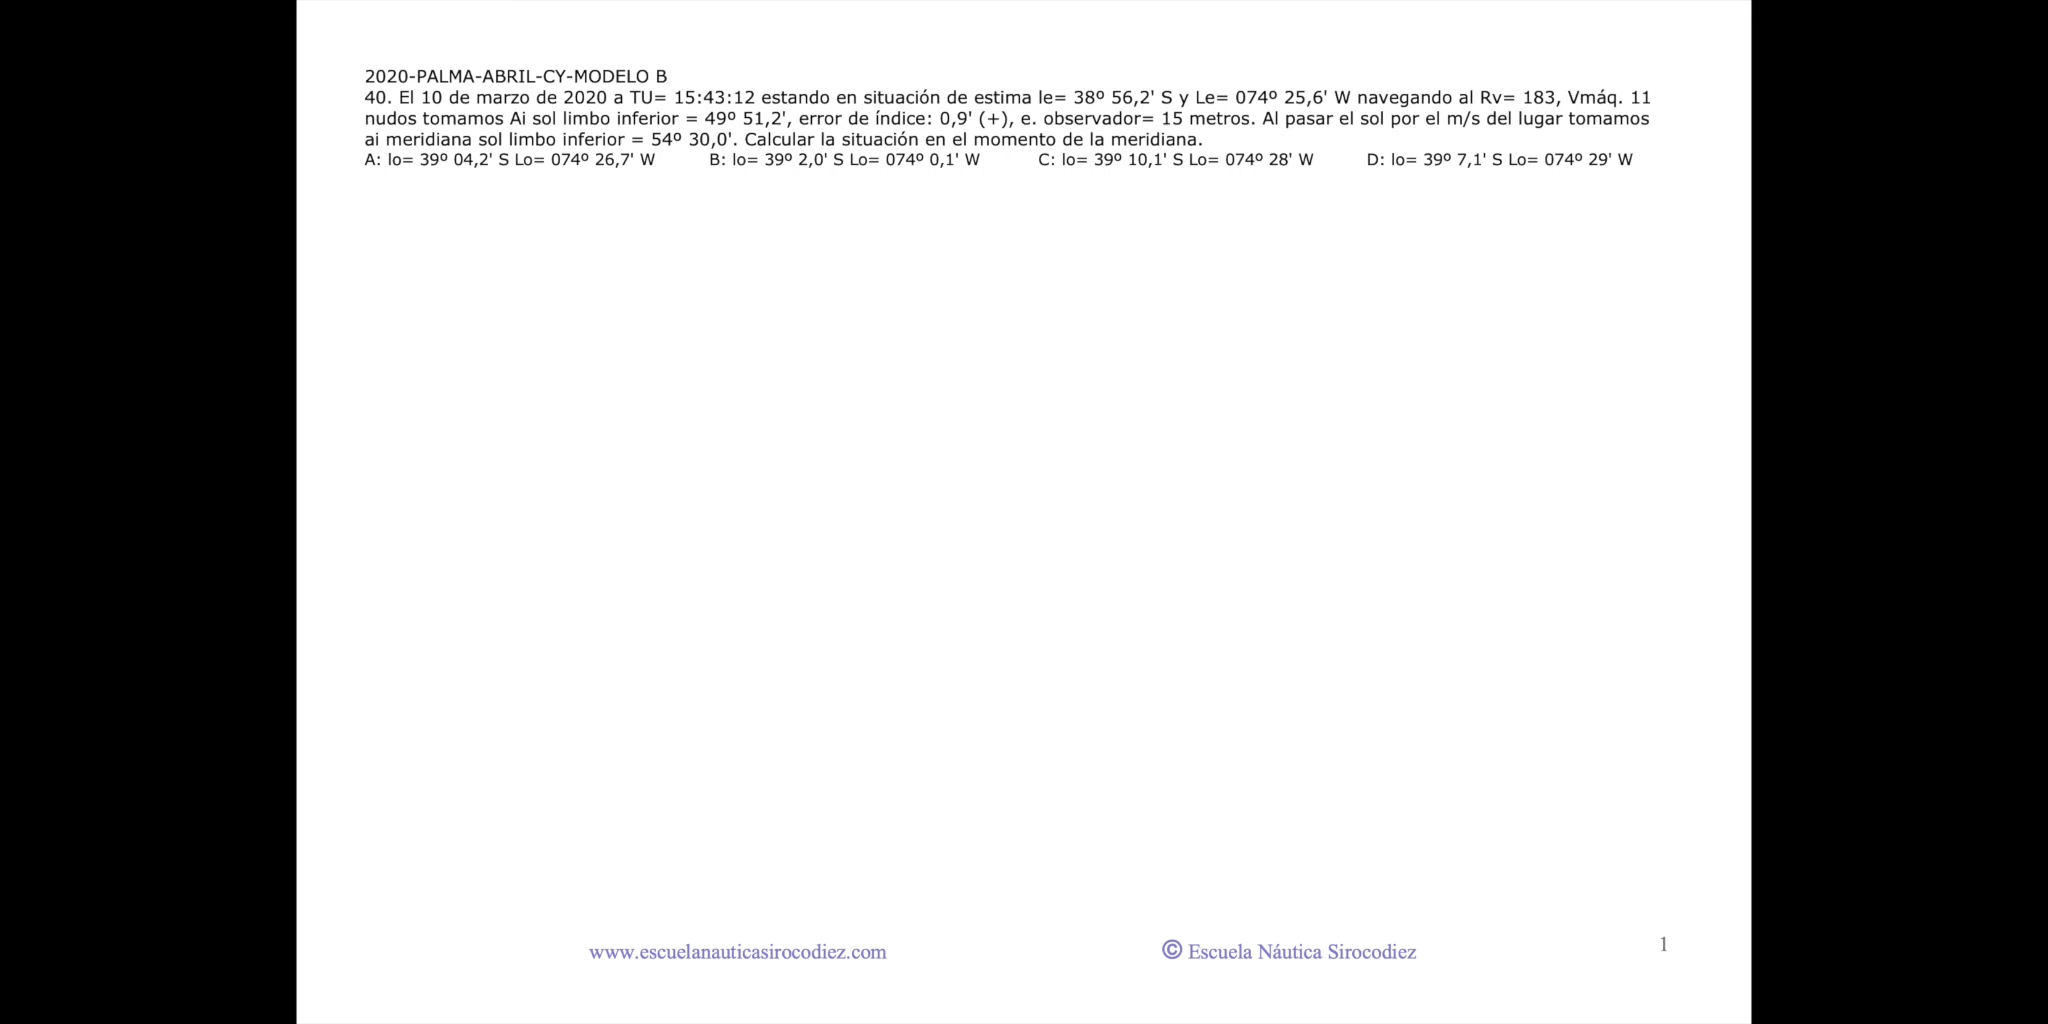 2020-PALMA-ABRIL-CY-MODELO B
40. El 10 de marzo de 2020 a TU= 15:43:12 estando en situación de estima le= 38º 56,2' S y Le= 074º 25,6' W navegando al Rv= 183, Vmáq. 11
nudos tomamos Ai sol limbo inferior = 49º 51,2', error de índice: 0,9' (+), e. observador= 15 metros. Al pasar el sol por el m/s del lugar tomamos
ai meridiana sol limbo inferior = 54º 30,0'. Calcular la situación en el momento de la meridiana.
A: lo= 39º 04,2' S Lo= 074º 26,7' W B: lo= 39º 2,0' S Lo= 074º 0,1' W C: lo= 39º 10,1' S Lo= 074º 28' W D: lo= 39º 7,1' S Lo= 074º 29' W
www.escuelanauticasirocodiez.com © Escuela Náutica Sirocodiez 1